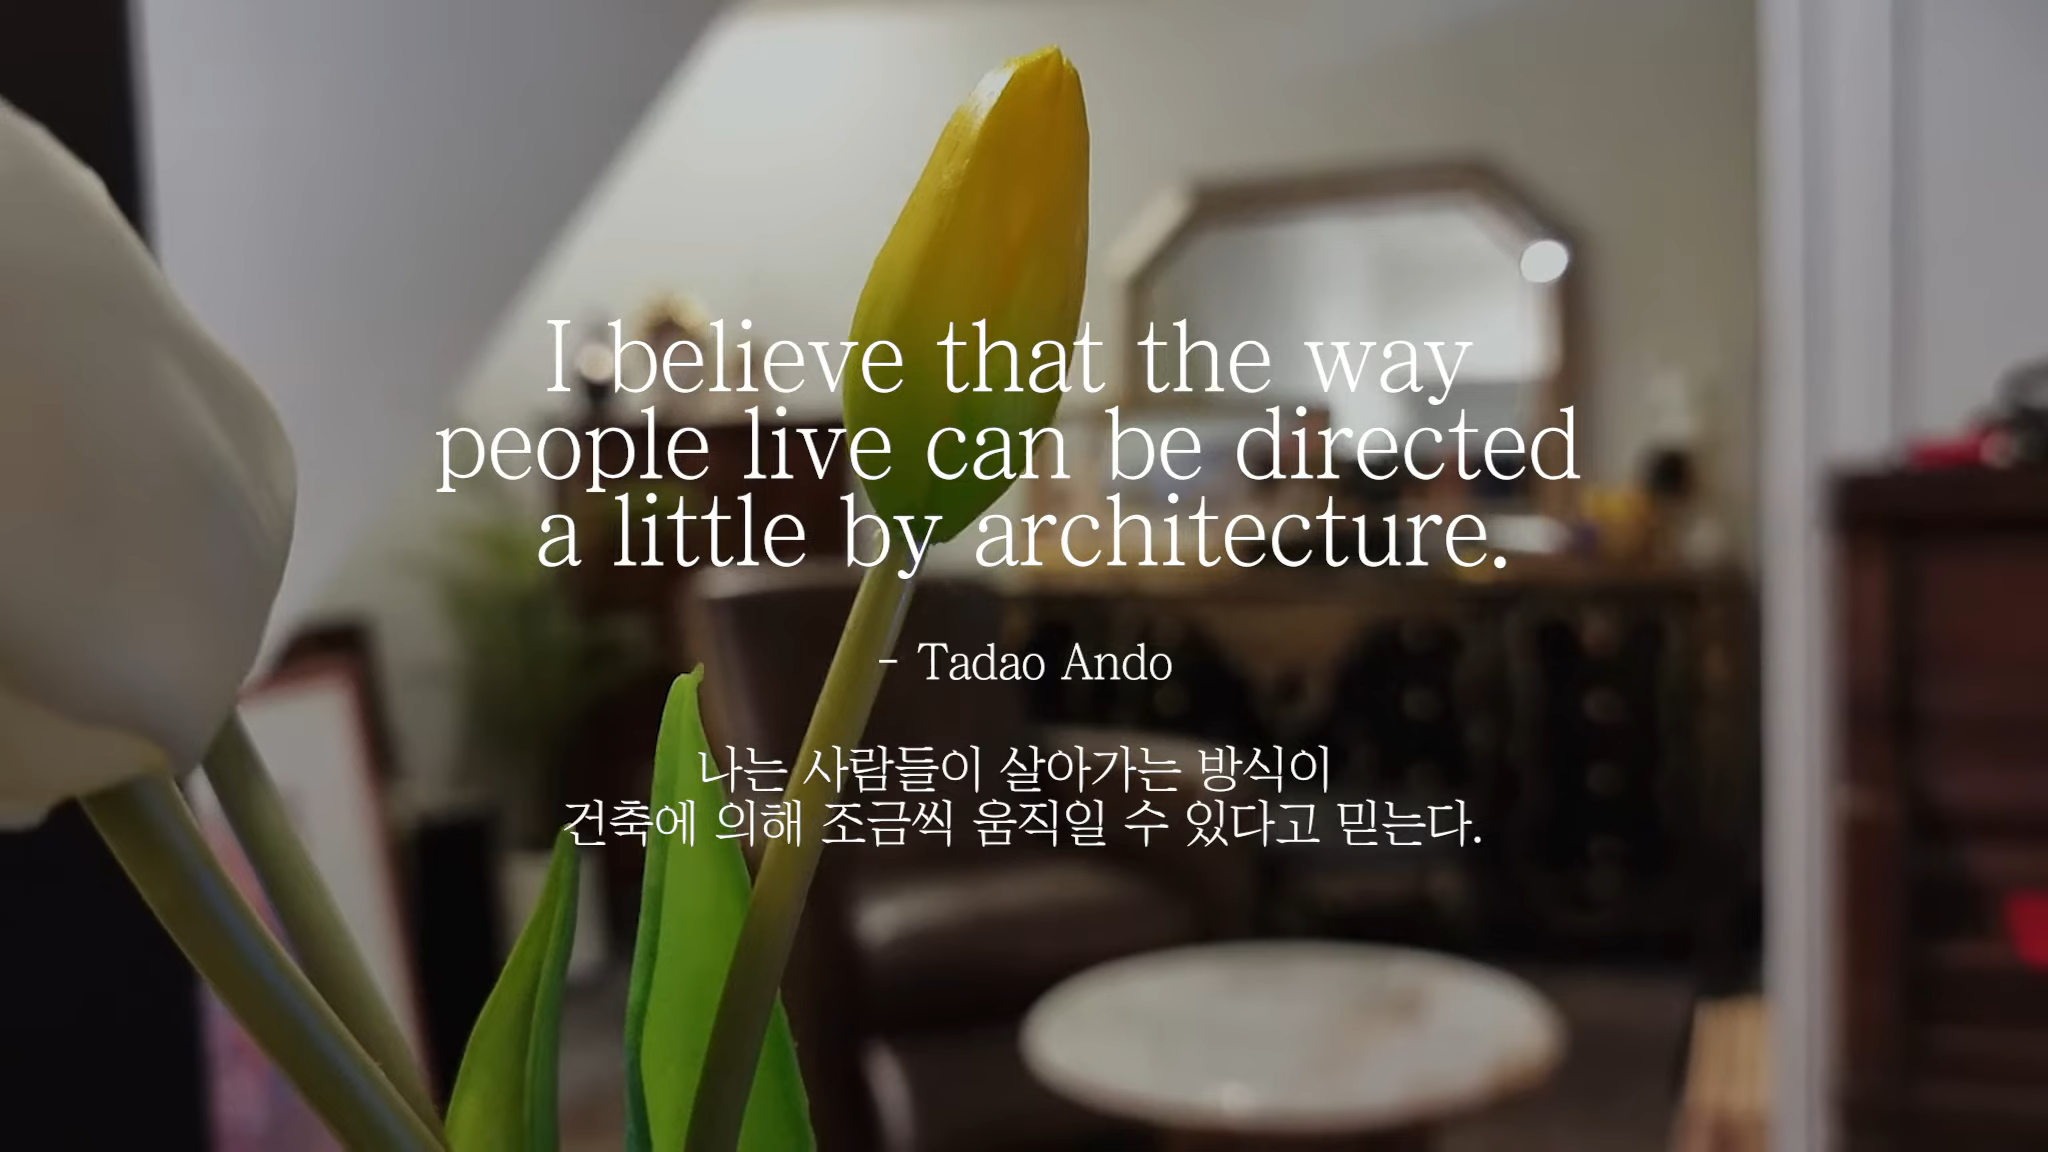 I believe that the way
people live can be directed
a little by architecture.
- Tadao Ando
나는 사람들이 살아가는 방식이
건축에 의해 조금씩 움직일 수 있다고 믿는다.